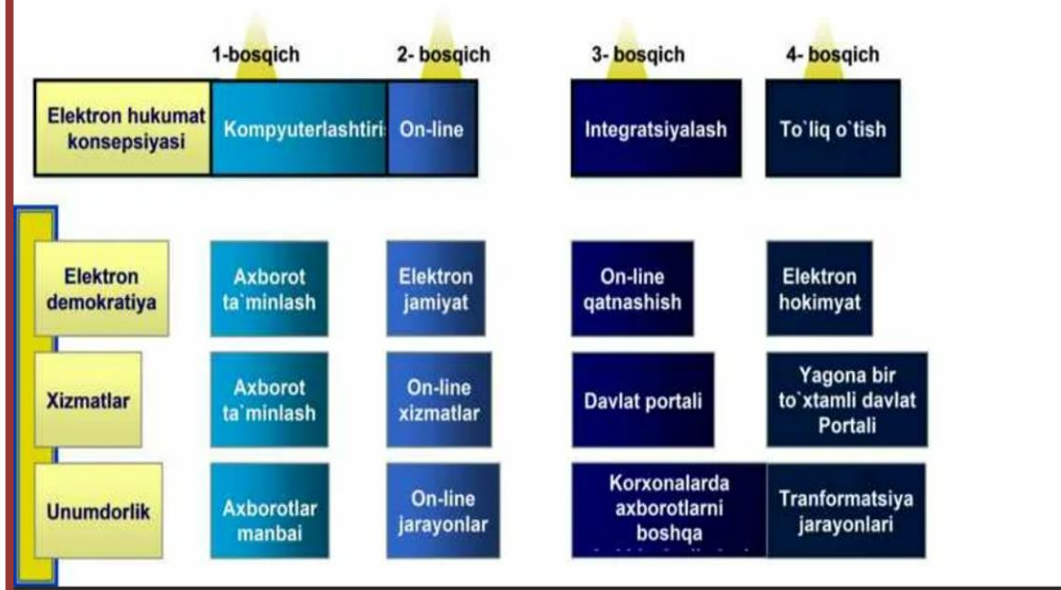 1-bosqich
2- bosqich
3- bosqich
4- bosqich
Elektron hukumat
konsepsiyasi
Kompyuterlashtiri
On-line
Integratsiyalash
To`liq o`tish
Elektron
demokratiya
Axborot
ta`minlash
Elektron
jamiyat
On-line
qatnashish
Elektron
hokimyat
Xizmatlar
Axborot
ta`minlash
On-line
xizmatlar
Davlat portali
Yagona bir
to`xtamli davlat
Portali
Unumdorlik
Axborotlar
manbai
On-line
jarayonlar
Korxonalarda
axborotlarni
boshqa
Tranformatsiya
jarayonlari